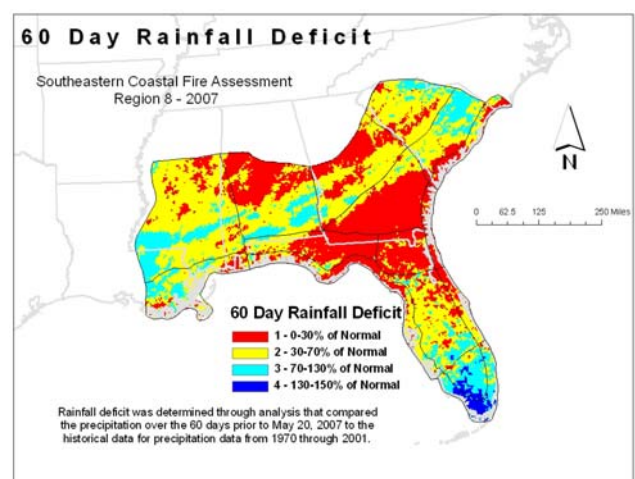 60 Day Rainfall Deficit
Southeastern Coastal Fire Assessment
Region 8 - 2007
N
0 62.5 125 250 Miles
60 Day Rainfall Deficit
1 - 0-30% of Normal
2 - 30-70% of Normal
3 - 70-130% of Normal
4 - 130-150% of Normal
Rainfall deficit was determined through analysis that compared
the precipitation over the 60 days prior to May 20, 2007 to the
historical data for precipitation data from 1970 through 2001.